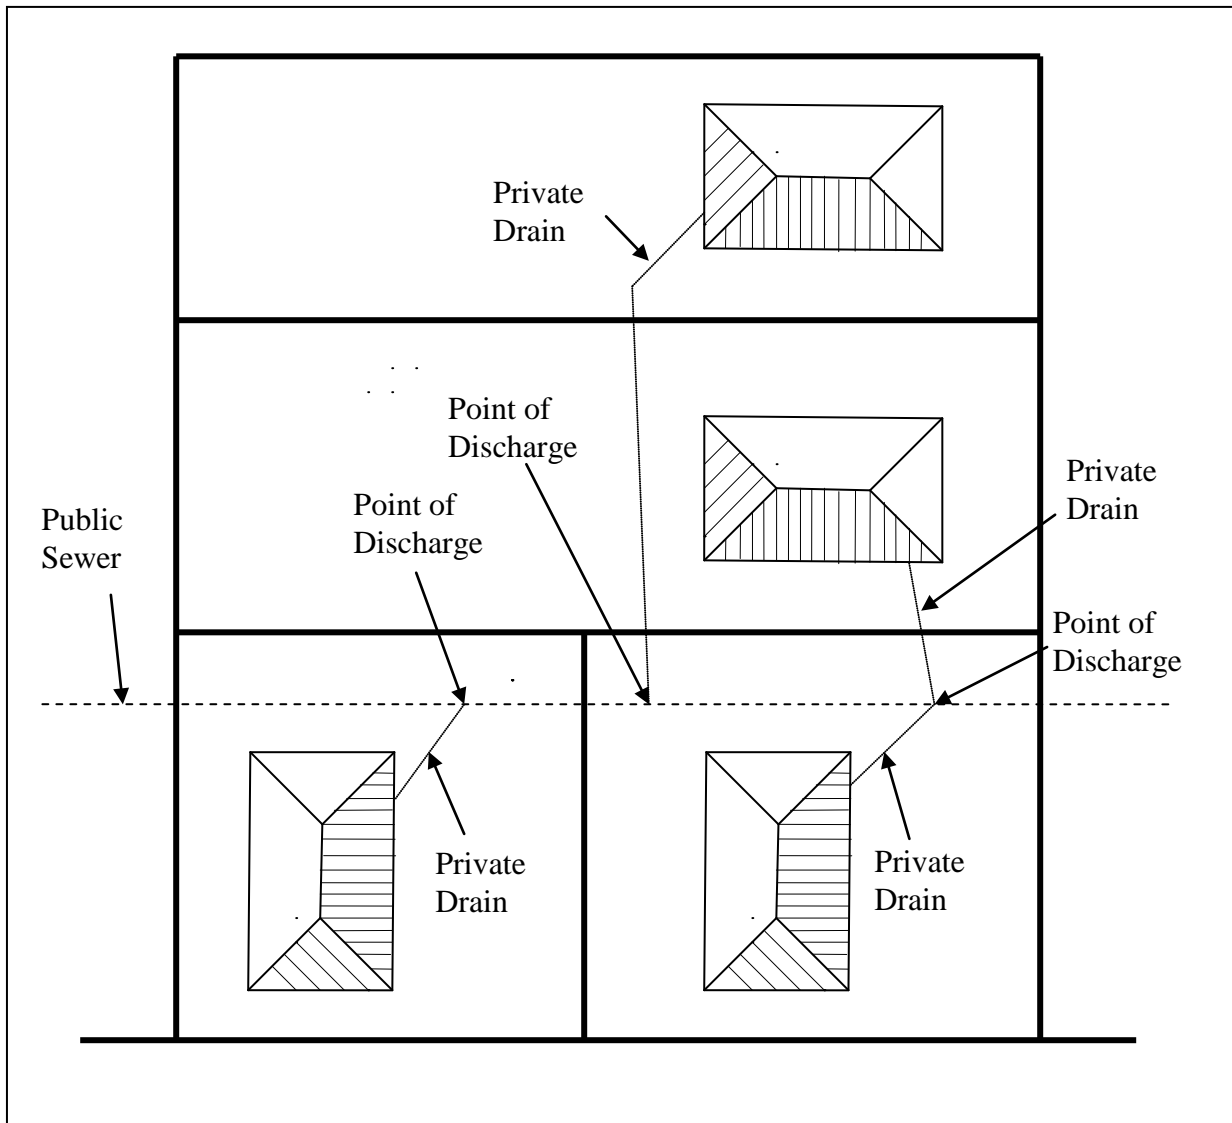 Private
Drain
Point of
Discharge
Private
Drain
Point of
Discharge
Public
Sewer
Point of
Discharge
Private
Drain
Private
Drain